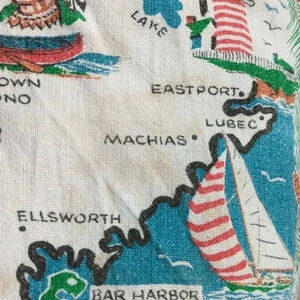 LAKE
OWN
NO
EASTPORT
LUBEC
MACHIAS
ELLSWORTH
BAR HARBOR